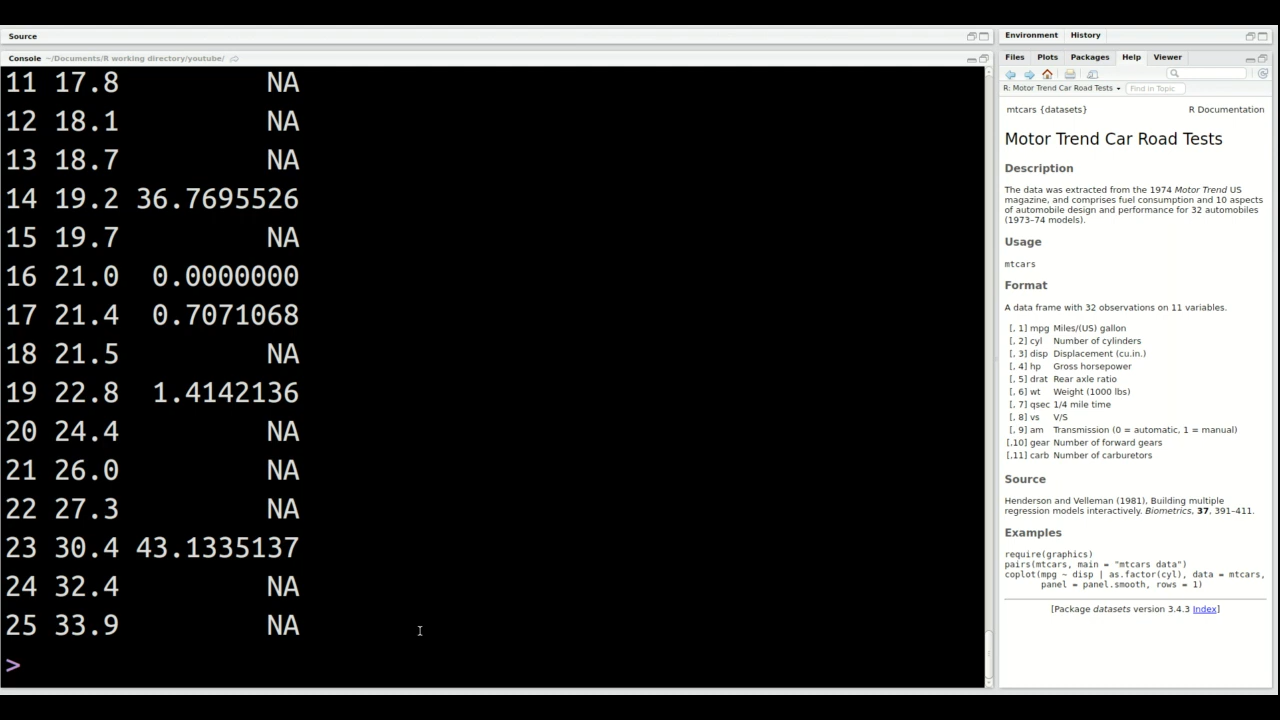 Source
Console ~/Documents/R working directory/youtube/
11 17.8 NA
12 18.1 NA
13 18.7 NA
14 19.2 36.7695526
15 19.7 NA
16 21.0 0.0000000
17 21.4 0.7071068
18 21.5 NA
19 22.8 1.4142136
20 24.4 NA
21 26.0 NA
22 27.3 NA
23 30.4 43.1335137
24 32.4 NA
25 33.9 NA
>
Environment History
Files Plots Packages Help Viewer
R: Motor Trend Car Road Tests Find in Topic
mtcars {datasets} R Documentation
Motor Trend Car Road Tests
Description
The data was extracted from the 1974 Motor Trend US
magazine, and comprises fuel consumption and 10 aspects
of automobile design and performance for 32 automobiles
(1973–74 models).
Usage
mtcars
Format
A data frame with 32 observations on 11 variables.
[, 1] mpg Miles/(US) gallon
[, 2] cyl Number of cylinders
[, 3] disp Displacement (cu.in.)
[, 4] hp Gross horsepower
[, 5] drat Rear axle ratio
[, 6] wt Weight (1000 lbs)
[, 7] qsec 1/4 mile time
[, 8] vs V/S
[, 9] am Transmission (0 = automatic, 1 = manual)
[,10] gear Number of forward gears
[,11] carb Number of carburetors
Source
Henderson and Velleman (1981), Building multiple
regression models interactively. Biometrics, 37, 391–411.
Examples
require(graphics)
pairs(mtcars, main = "mtcars data")
coplot(mpg ~ disp | as.factor(cyl), data = mtcars,
panel = panel.smooth, rows = 1)
[Package datasets version 3.4.3 Index]